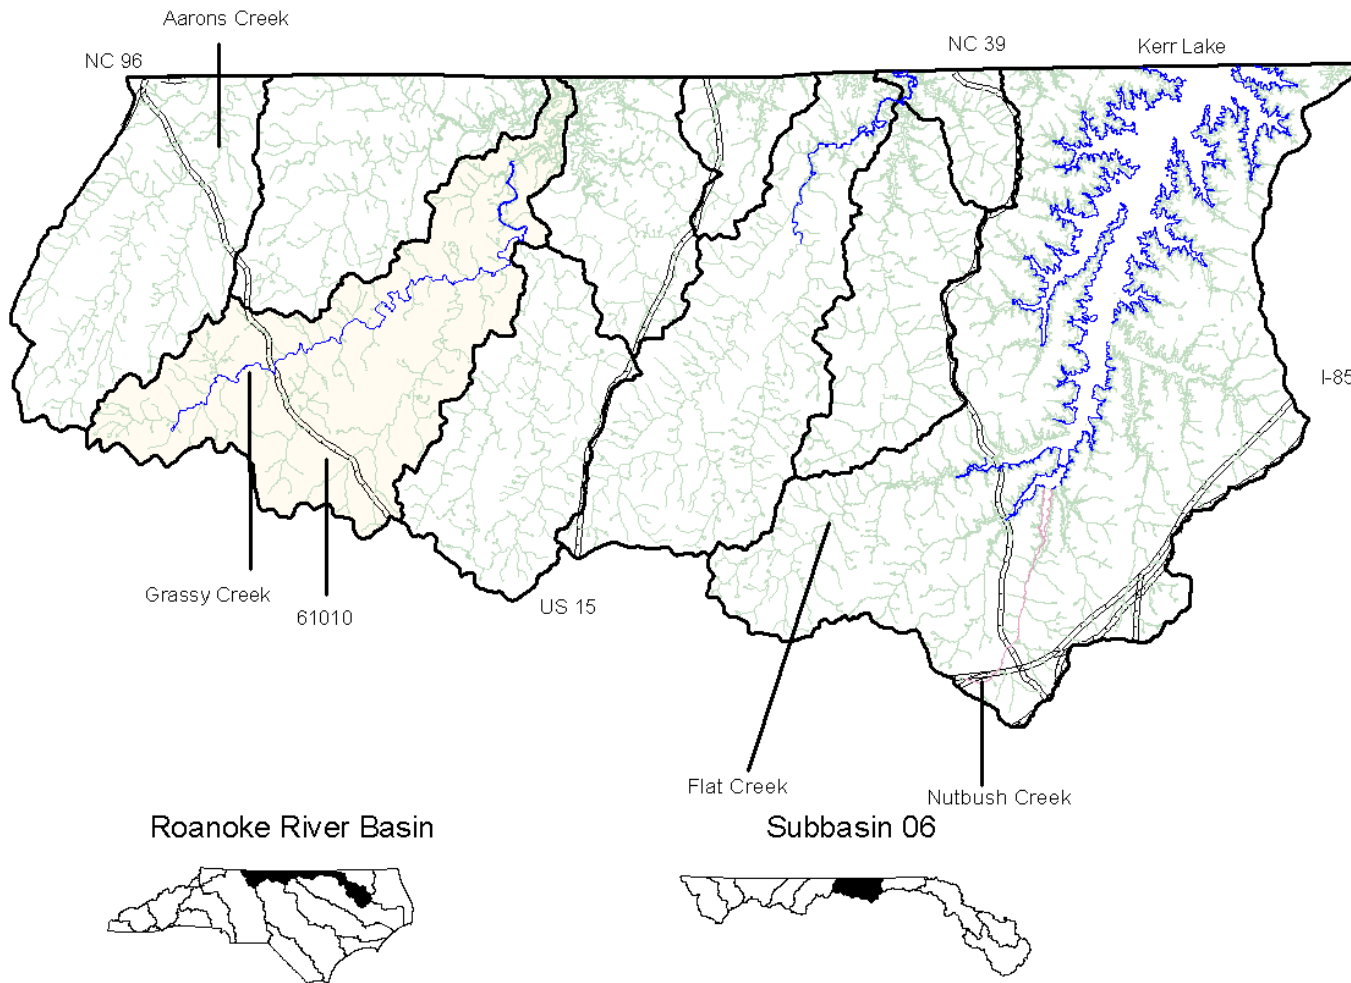 Aarons Creek
NC 96
NC 39
Kerr Lake
I-85
Grassy Creek
61010
US 15
Flat Creek
Nutbush Creek
Roanoke River Basin
Subbasin 06